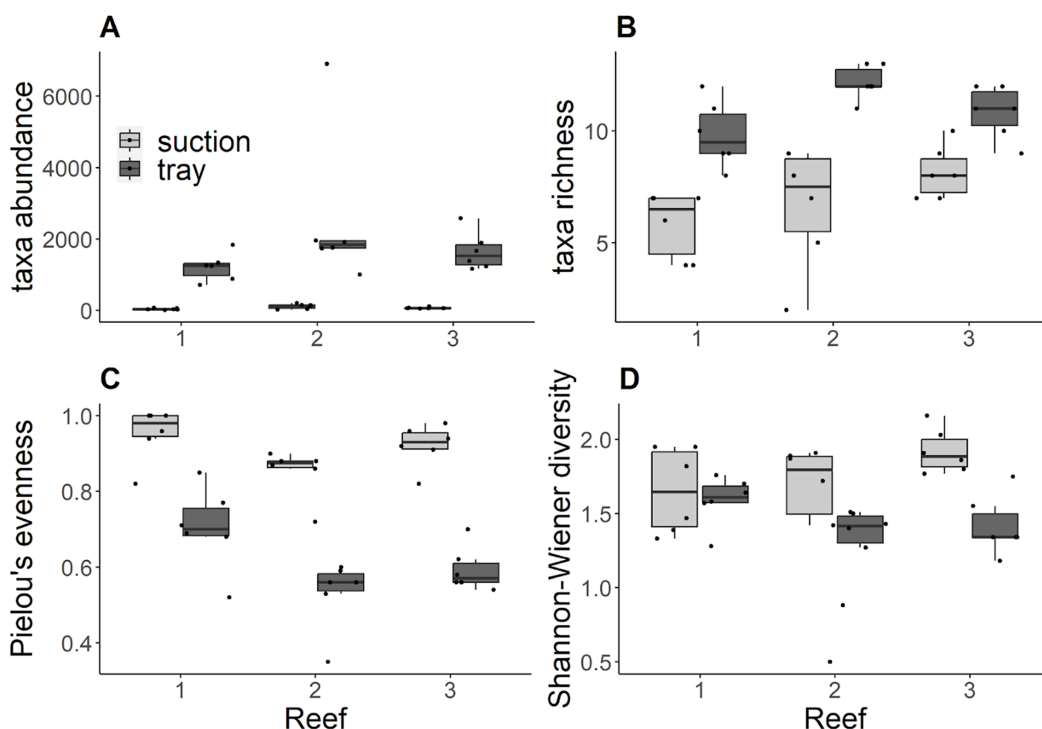 A
taxa abundance
6000
4000
2000
0
suction
tray
1
2
3
B
taxa richness
10
5
1
2
3
C
Pielou's evenness
1.0
0.8
0.6
0.4
1
2
3
Reef
D
Shannon-Wiener diversity
2.0
1.5
1.0
0.5
1
2
3
Reef